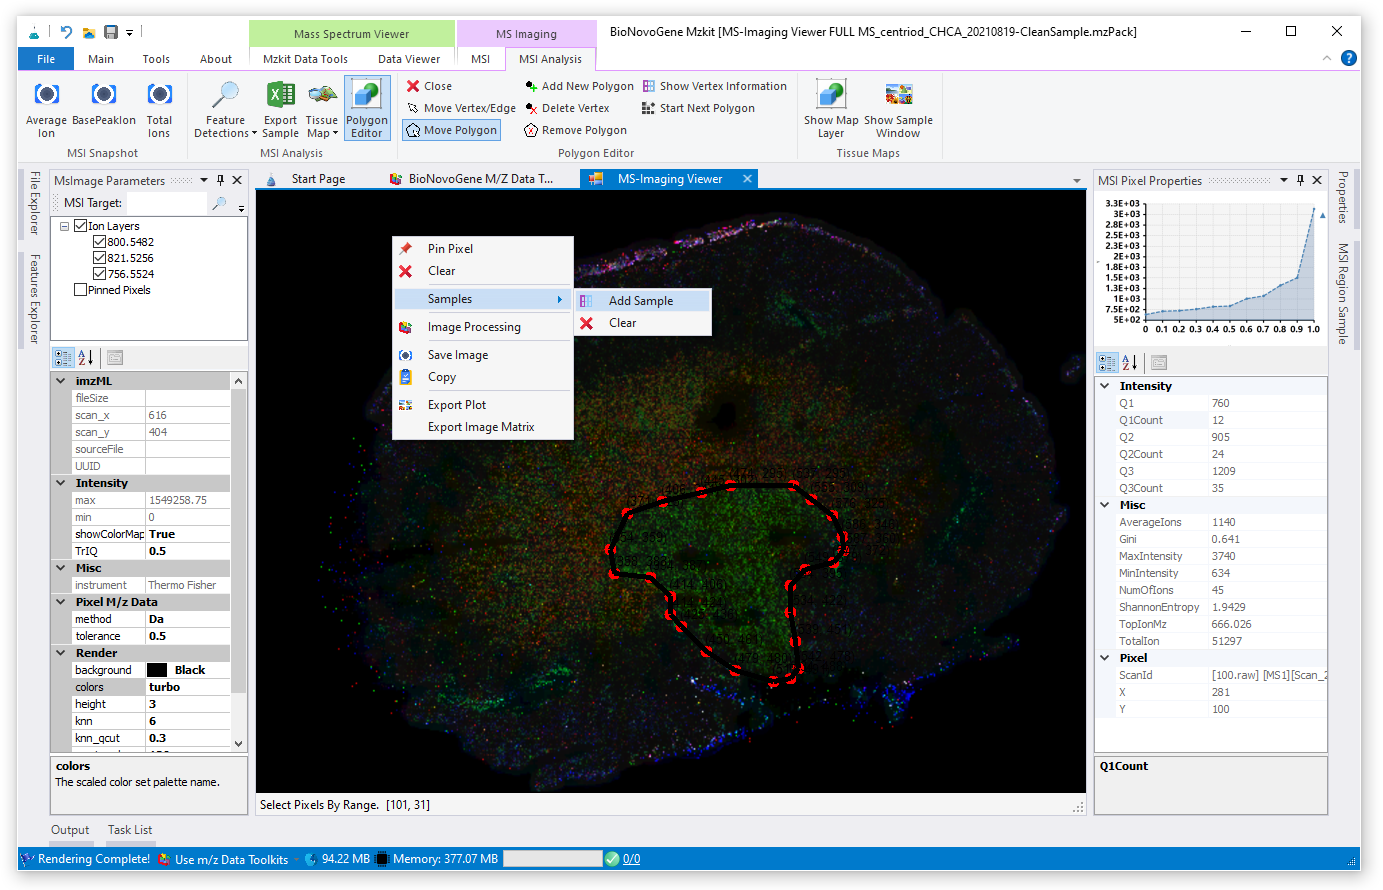 Mass Spectrum Viewer
MS Imaging
BioNovoGene Mzkit [MS-Imaging Viewer FULL MS_centriod_CHCA_20210819-CleanSample.mzPack]
File
Main
Tools
About
Mzkit Data Tools
Data Viewer
MSI
MSI Analysis
Average Ion
BasePeakIon
Total Ions
MSI Snapshot
Feature Detections
Export Sample
Tissue Map
Polygon Editor
MSI Analysis
Close
Move Vertex/Edge
Move Polygon
Add New Polygon
Delete Vertex
Remove Polygon
Show Vertex Information
Start Next Polygon
Polygon Editor
Show Map Layer
Show Sample Window
Tissue Maps
File Explorer
Features Explorer
MsImage Parameters
MSI Target:
Ion Layers
800.5482
821.5256
756.5524
Pinned Pixels
imzML
fileSize
scan_x 616
scan_y 404
sourceFile
UUID
Intensity
max 1549258.75
min 0
showColorMap True
TrIQ 0.5
Misc
instrument Thermo Fisher
Pixel M/z Data
method Da
tolerance 0.5
Render
background Black
colors turbo
height 3
knn 6
knn_qcut 0.3
colors
The scaled color set palette name.
Output
Task List
Start Page
BioNovoGene M/Z Data T...
MS-Imaging Viewer
Pin Pixel
Clear
Samples
Image Processing
Save Image
Copy
Export Plot
Export Image Matrix
Add Sample
Clear
Select Pixels By Range. [101, 31]
MSI Pixel Properties
3.3E+03
3E+03
2.8E+03
2.5E+03
2.3E+03
2E+03
1.8E+03
1.5E+03
1.3E+03
1E+03
7.5E+02
5E+02
0 0.1 0.2 0.3 0.4 0.5 0.6 0.7 0.8 0.9 1.0
Intensity
Q1 760
Q1Count 12
Q2 905
Q2Count 24
Q3 1209
Q3Count 35
Misc
AverageIons 1140
Gini 0.641
MaxIntensity 3740
MinIntensity 634
NumOfIons 45
ShannonEntropy 1.9429
TopIonMz 666.026
TotalIon 51297
Pixel
ScanId [100.raw] [MS1][Scan_2
X 281
Y 100
Q1Count
Properties
MSI Region Sample
Rendering Complete!
Use m/z Data Toolkits
94.22 MB
Memory: 377.07 MB
0/0